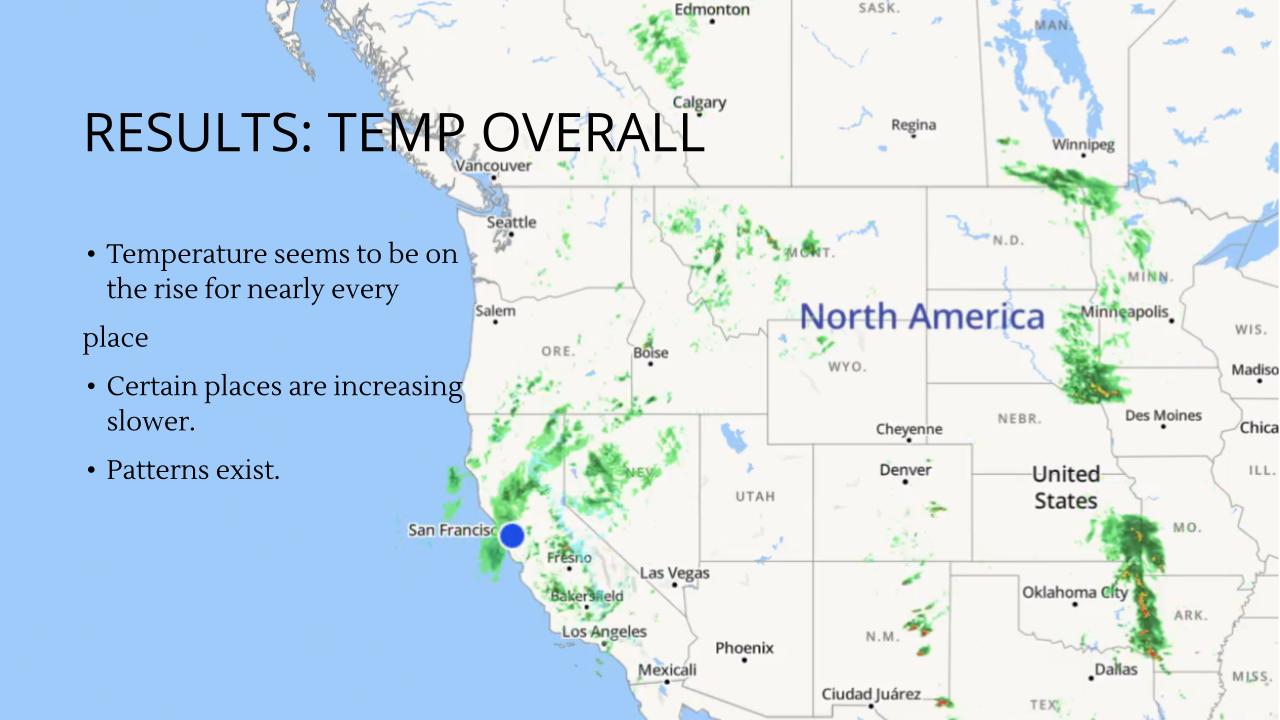 Edmonton
SASK.
MAN.
Calgary
RESULTS: TEMP OVERALL
Regina
Winnipeg
Vancouver
Seattle
• Temperature seems to be on
the rise for nearly every
place
• Certain places are increasing
slower.
• Patterns exist.
N.D.
MONT.
MINN.
Salem
North America
Minneapolis
WIS.
ORE.
Boise
WYO.
Madiso
NEBR.
Des Moines
Cheyenne
Chica
NEV.
Denver
United
States
ILL.
UTAH
San Francisc
MO.
Fresno
Las Vegas
Bakersfield
Oklahoma City
ARK.
Los Angeles
N.M.
Phoenix
Mexicali
Dallas
MISS.
Ciudad Juárez
TEX.